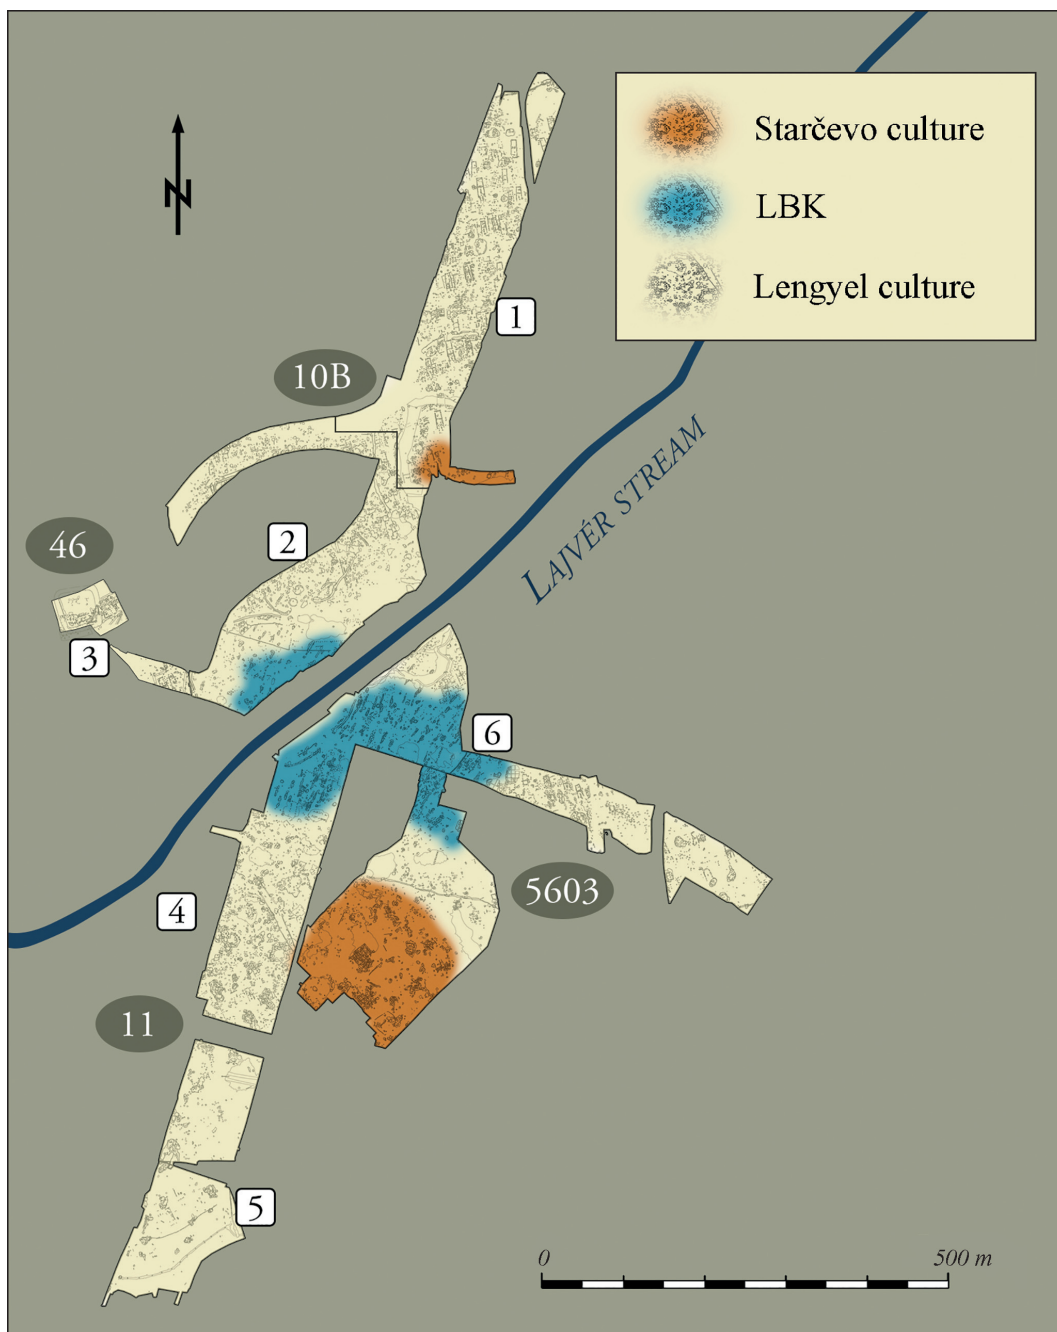 Starčevo culture
LBK
Lengyel culture
N
1
10B
LAJVÉR STREAM
2
46
3
6
5603
4
11
5
0 500 m